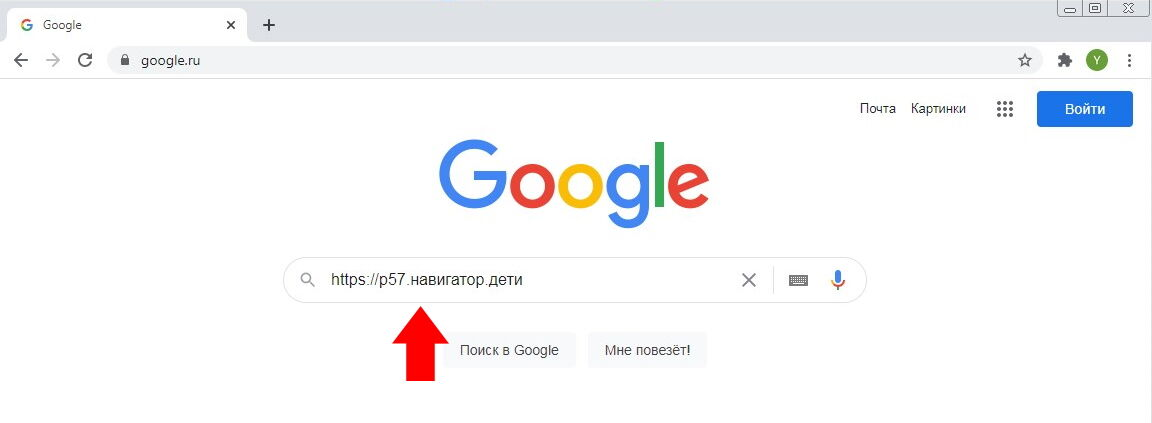 Google
google.ru
Y
Почта Картинки Войти
Google
https://р57.навигатор.дети
Поиск в Google Мне повезёт!